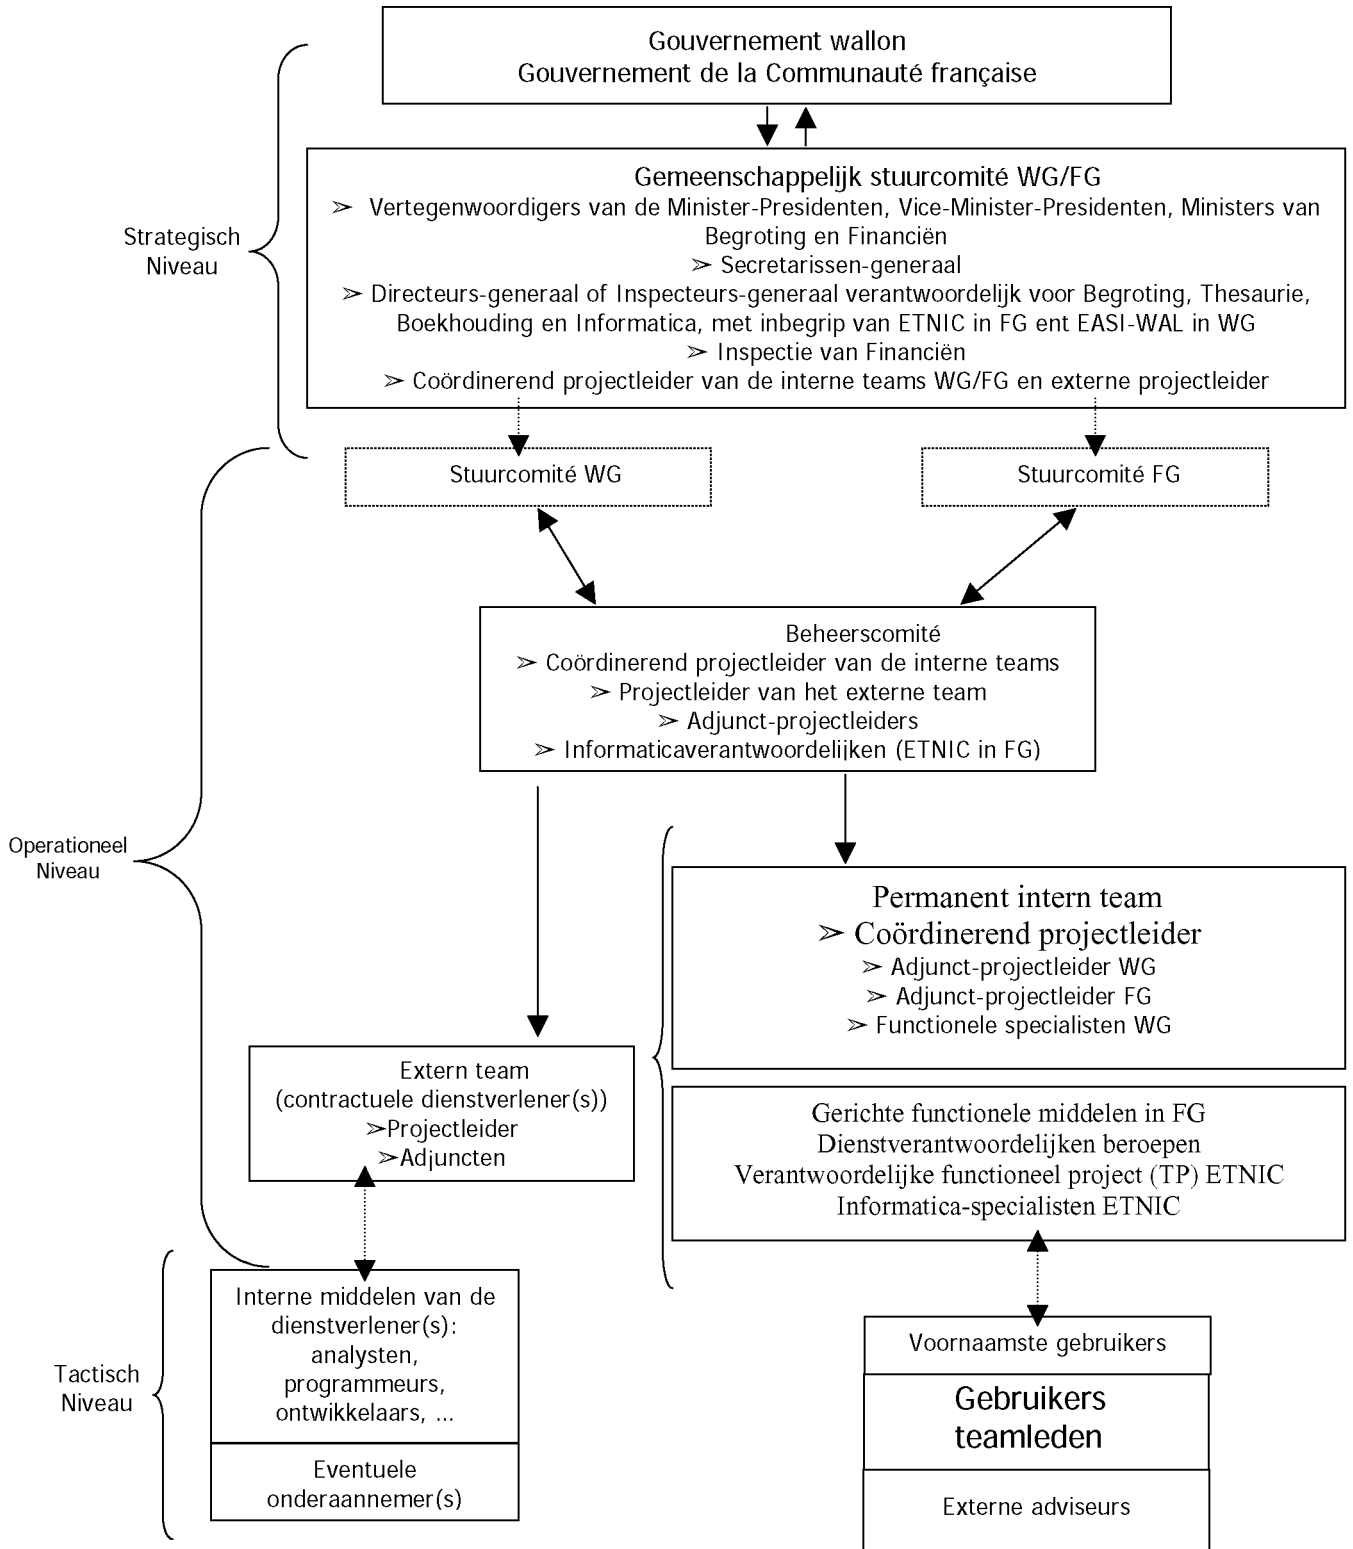 Gouvernement wallon
Gouvernement de la Communauté française
Strategisch
Niveau
Gemeenschappelijk stuurcomité WG/FG
➢ Vertegenwoordigers van de Minister-Presidenten, Vice-Minister-Presidenten, Ministers van
Begroting en Financiën
➢ Secretarissen-generaal
➢ Directeurs-generaal of Inspecteurs-generaal verantwoordelijk voor Begroting, Thesaurie,
Boekhouding en Informatica, met inbegrip van ETNIC in FG ent EASI-WAL in WG
➢ Inspectie van Financiën
➢ Coördinerend projectleider van de interne teams WG/FG en externe projectleider
Stuurcomité WG
Stuurcomité FG
Operationeel
Niveau
Beheerscomité
➢ Coördinerend projectleider van de interne teams
➢ Projectleider van het externe team
➢ Adjunct-projectleiders
➢ Informaticaverantwoordelijken (ETNIC in FG)
Permanent intern team
➢ Coördinerend projectleider
➢ Adjunct-projectleider WG
➢ Adjunct-projectleider FG
➢ Functionele specialisten WG
Extern team
(contractuele dienstverlener(s))
➢Projectleider
➢Adjuncten
Gerichte functionele middelen in FG
Dienstverantwoordelijken beroepen
Verantwoordelijke functioneel project (TP) ETNIC
Informatica-specialisten ETNIC
Tactisch
Niveau
Interne middelen van de
dienstverlener(s):
analysten,
programmeurs,
ontwikkelaars, ...
Eventuele
onderaannemer(s)
Voornaamste gebruikers
Gebruikers
teamleden
Externe adviseurs